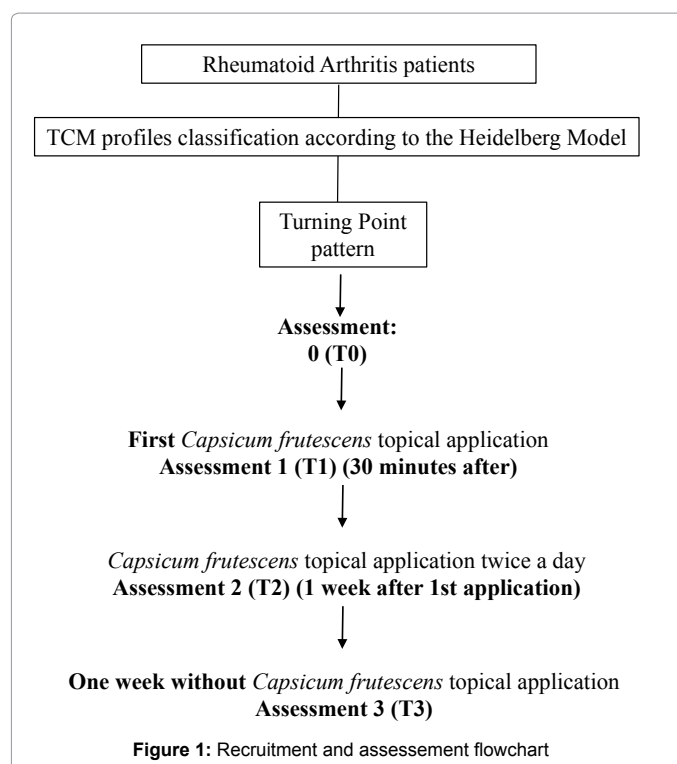 Rheumatoid Arthritis patients
TCM profiles classification according to the Heidelberg Model
Turning Point
pattern
Assessment:
0 (T0)
First Capsicum frutescens topical application
Assessment 1 (T1) (30 minutes after)
Capsicum frutescens topical application twice a day
Assessment 2 (T2) (1 week after 1st application)
One week without Capsicum frutescens topical application
Assessment 3 (T3)
Figure 1: Recruitment and assessement flowchart